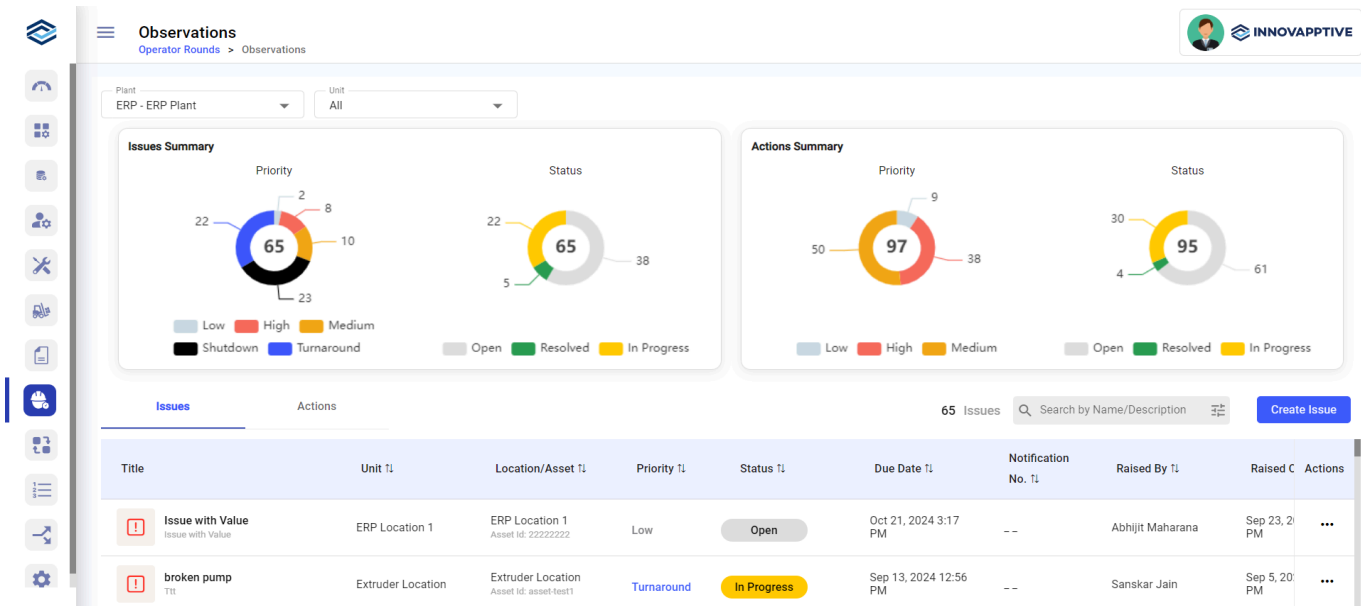 Observations
Operator Rounds > Observations
INNOVAPPTIVE
Plant
ERP - ERP Plant
Unit
All
Issues Summary
Priority
2
8
22
65
10
23
Low High Medium
Shutdown Turnaround
Status
22
65
38
5
Open Resolved In Progress
Actions Summary
Priority
9
50
97
38
Low High Medium
Status
30
95
61
4
Open Resolved In Progress
Issues
Actions
65 Issues
Search by Name/Description
Create Issue
Title Unit Location/Asset Priority Status Due Date Notification No. Raised By Raised Actions
Issue with Value ERP Location 1 ERP Location 1 Low Open Oct 21, 2024 3:17 PM _ _ Abhijit Maharana Sep 23, PM
Issue with Value Asset Id: 22222222
broken pump Extruder Location Extruder Location Turnaround In Progress Sep 13, 2024 12:56 PM _ _ Sanskar Jain Sep 5, PM
Ttt Asset Id: asset-test1